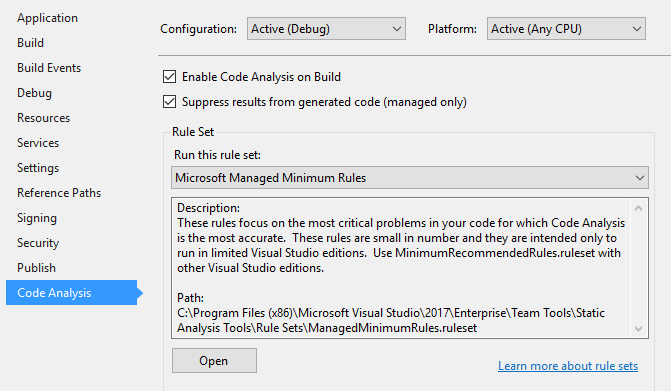 Application
Build
Build Events
Debug
Resources
Services
Settings
Reference Paths
Signing
Security
Publish
Code Analysis
Configuration: Active (Debug) Platform: Active (Any CPU)
Enable Code Analysis on Build
Suppress results from generated code (managed only)
Rule Set
Run this rule set:
Microsoft Managed Minimum Rules
Description:
These rules focus on the most critical problems in your code for which Code Analysis
is the most accurate.  These rules are small in number and they are intended only to
run in limited Visual Studio editions.  Use MinimumRecommendedRules.ruleset with
other Visual Studio editions.
Path:
C:\Program Files (x86)\Microsoft Visual Studio\2017\Enterprise\Team Tools\Static
Analysis Tools\Rule Sets\ManagedMinimumRules.ruleset
Open
Learn more about rule sets